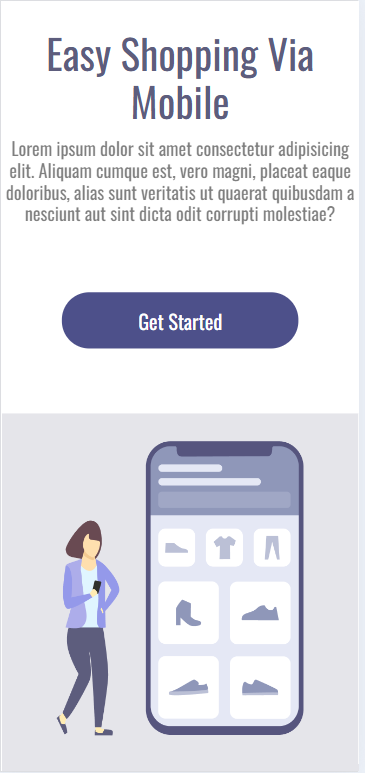 Easy Shopping Via
Mobile
Lorem ipsum dolor sit amet consectetur adipisicing
elit. Aliquam cumque est, vero magni, placeat eaque
doloribus, alias sunt veritatis ut quaerat quibusdam a
nesciunt aut sint dicta odit corrupti molestiae?
Get Started